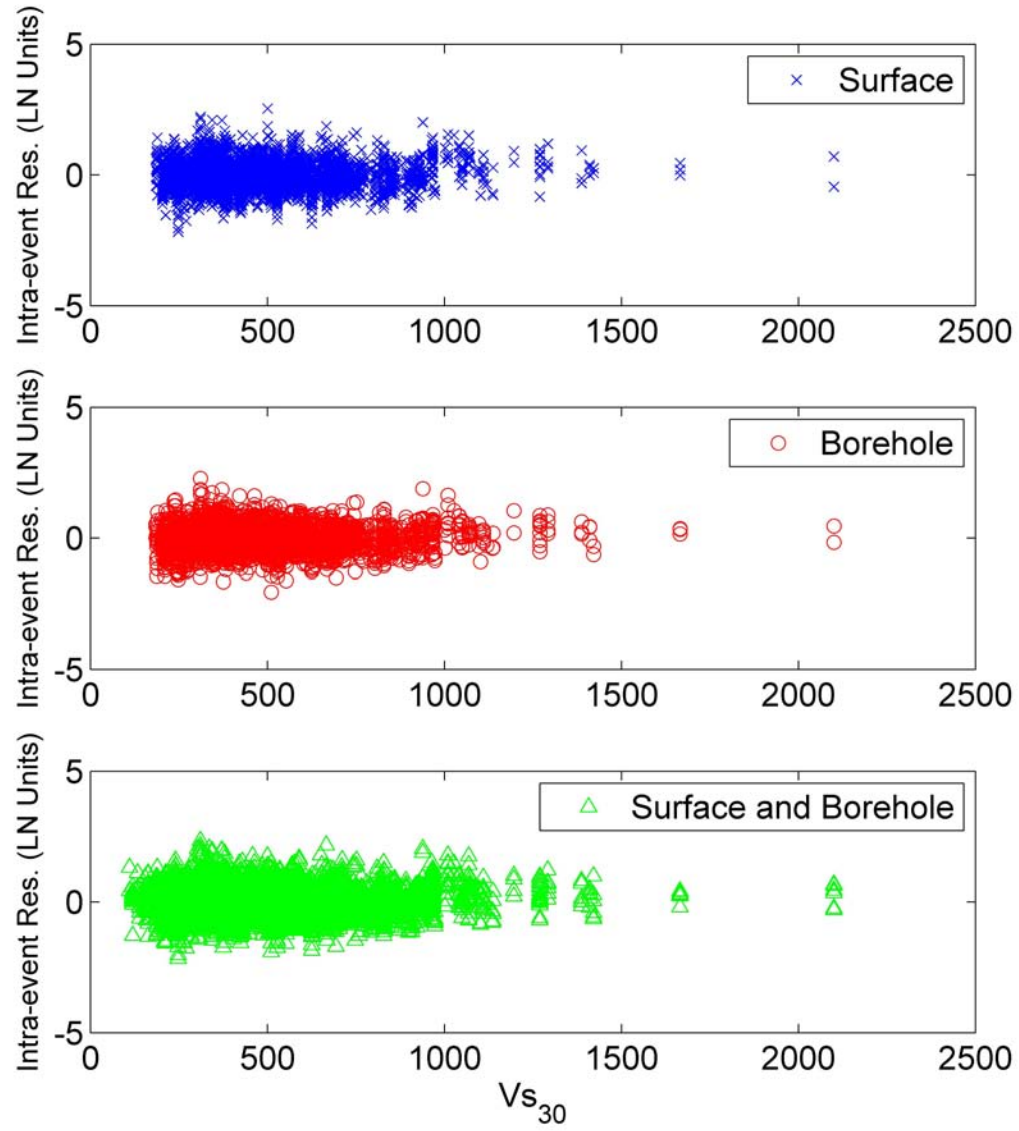 Intra-event Res. (LN Units)
5
0
-5
Surface
0 500 1000 1500 2000 2500
Intra-event Res. (LN Units)
5
0
-5
Borehole
0 500 1000 1500 2000 2500
Intra-event Res. (LN Units)
5
0
-5
Surface and Borehole
0 500 1000 1500 2000 2500
Vs30